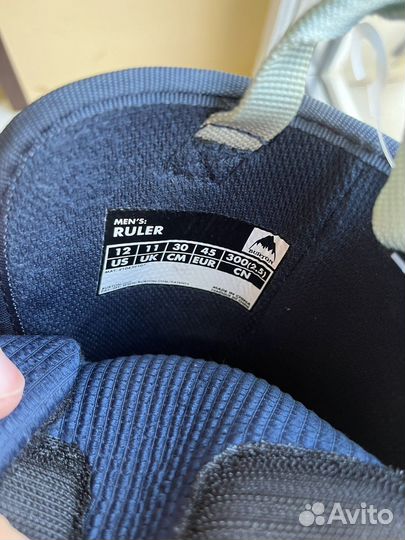 MEN'S:
RULER
BURTON
12 11 30 45 300(2.5)
US UK CM EUR CN
MADE IN CHINA
Avito